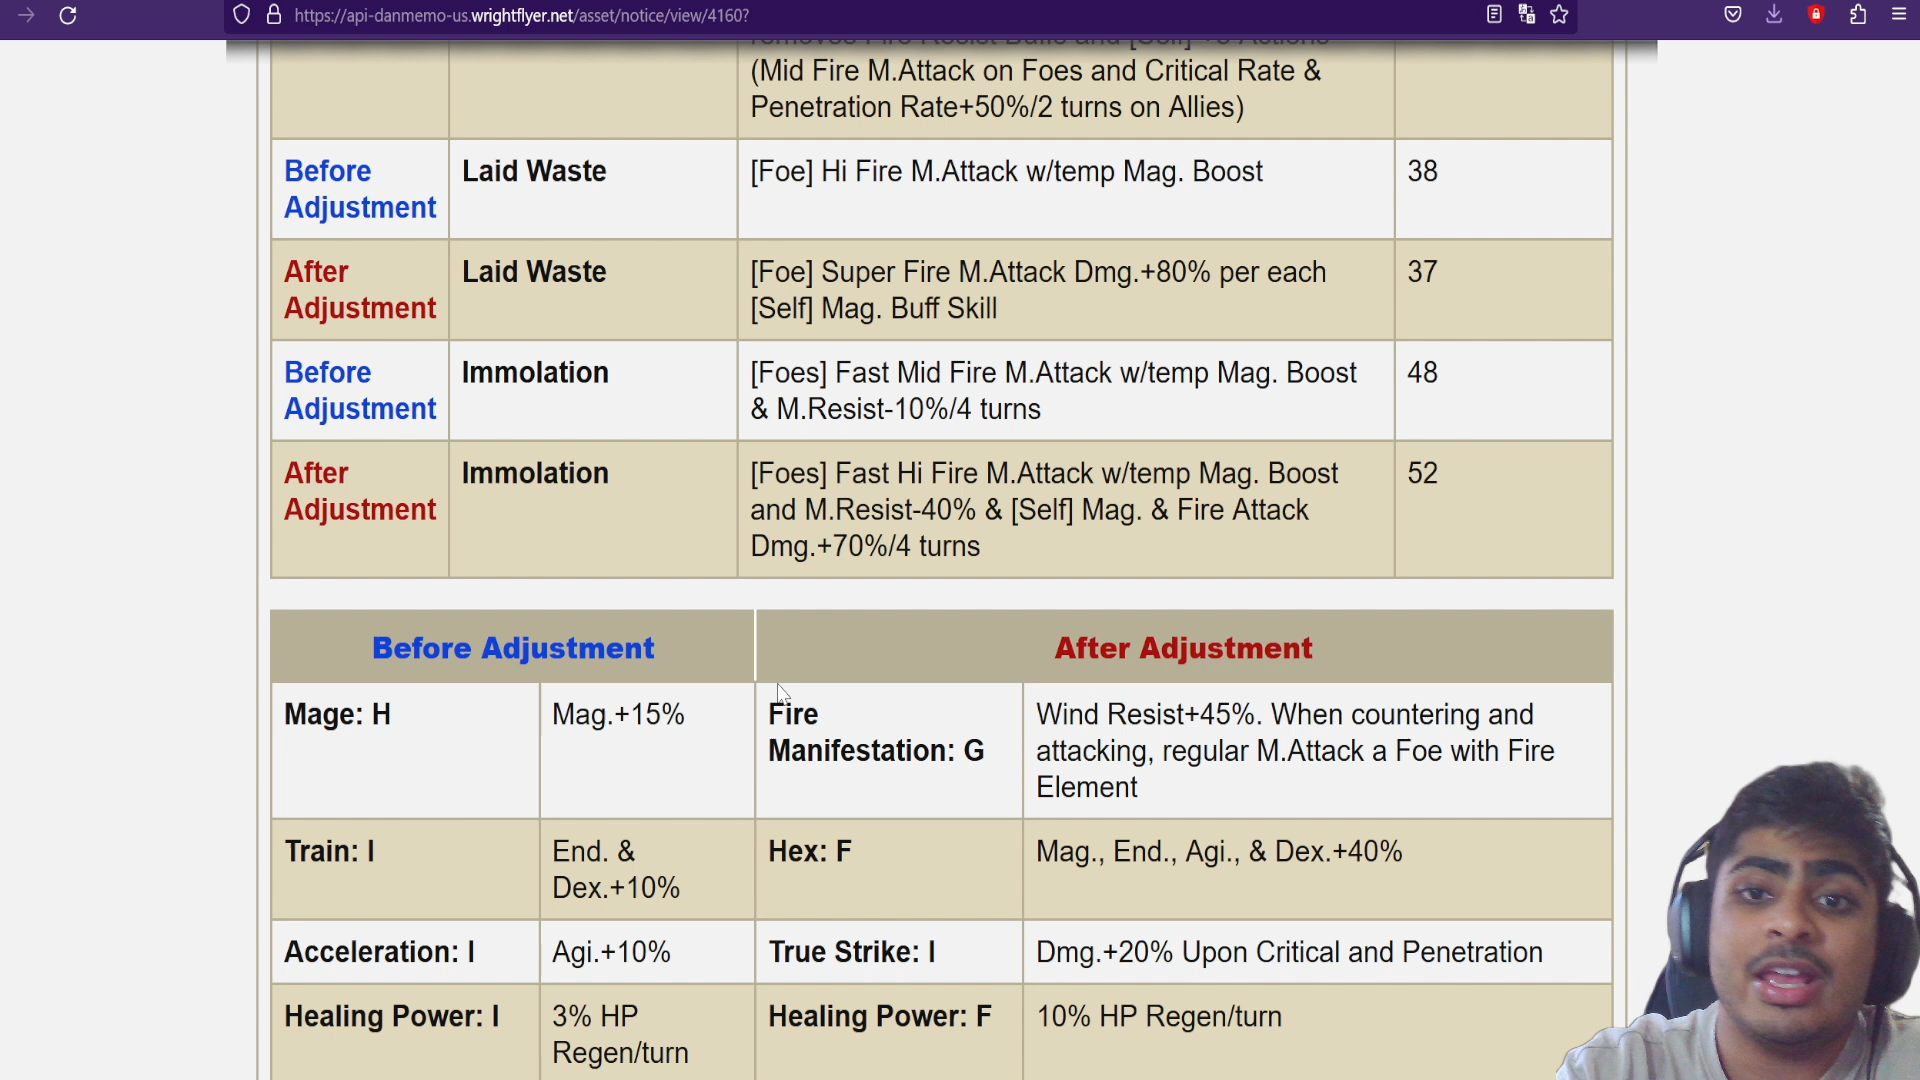 https://api-danmemo-us.wrightflyer.net/asset/notice/view/4160?
(Mid Fire M.Attack on Foes and Critical Rate &
Penetration Rate+50%/2 turns on Allies)
Before
Adjustment
Laid Waste
[Foe] Hi Fire M.Attack w/temp Mag. Boost
38
After
Adjustment
Laid Waste
[Foe] Super Fire M.Attack Dmg.+80% per each
[Self] Mag. Buff Skill
37
Before
Adjustment
Immolation
[Foes] Fast Mid Fire M.Attack w/temp Mag. Boost
& M.Resist-10%/4 turns
48
After
Adjustment
Immolation
[Foes] Fast Hi Fire M.Attack w/temp Mag. Boost
and M.Resist-40% & [Self] Mag. & Fire Attack
Dmg.+70%/4 turns
52
Before Adjustment
After Adjustment
Mage: H
Mag.+15%
Fire
Manifestation: G
Wind Resist+45%. When countering and
attacking, regular M.Attack a Foe with Fire
Element
Train: I
End. &
Dex.+10%
Hex: F
Mag., End., Agi., & Dex.+40%
Acceleration: I
Agi.+10%
True Strike: I
Dmg.+20% Upon Critical and Penetration
Healing Power: I
3% HP
Regen/turn
Healing Power: F
10% HP Regen/turn